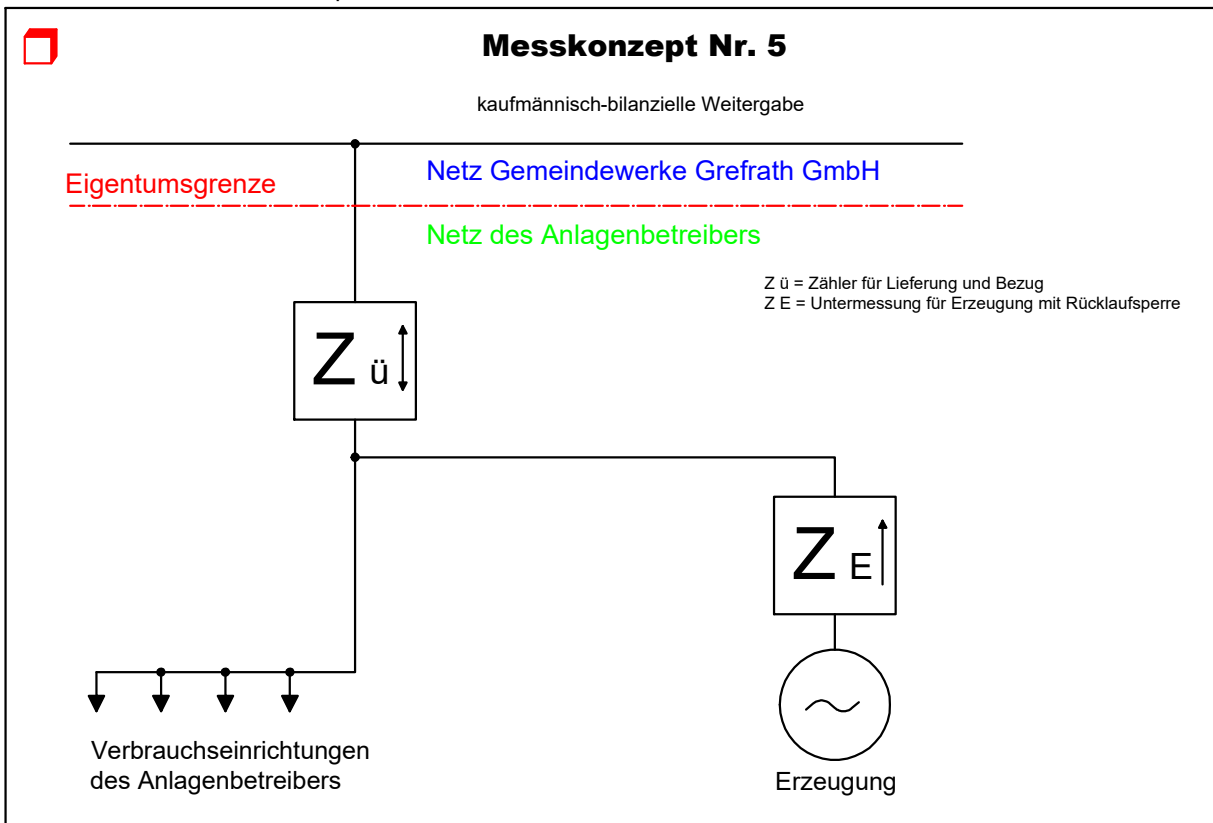 Messkonzept Nr. 5
kaufmännisch-bilanzielle Weitergabe
Netz Gemeindewerke Grefrath GmbH
Eigentumsgrenze
Netz des Anlagenbetreibers
Z ü = Zähler für Lieferung und Bezug
Z E = Untermessung für Erzeugung mit Rücklaufsperre
Z ü
Z E
Verbrauchseinrichtungen
des Anlagenbetreibers
Erzeugung